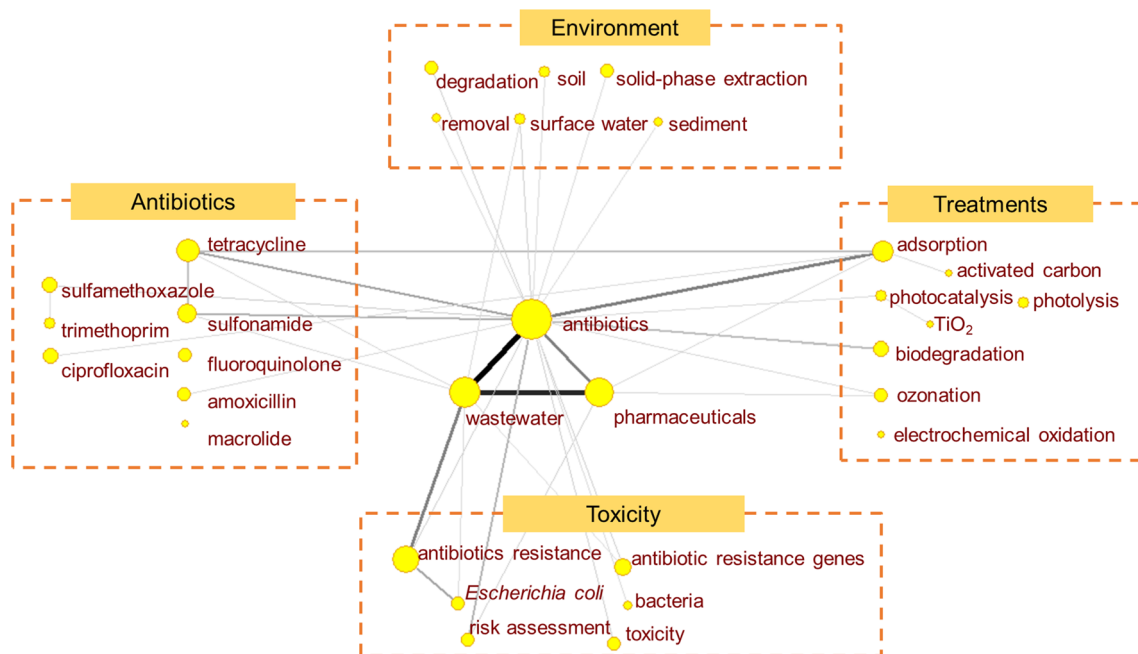 Environment
degradation
soil
solid-phase extraction
removal
surface water
sediment
Antibiotics
tetracycline
sulfamethoxazole
trimethoprim
sulfonamide
ciprofloxacin
fluoroquinolone
amoxicillin
macrolide
antibiotics
wastewater
pharmaceuticals
Treatments
adsorption
activated carbon
photocatalysis
photolysis
TiO₂
biodegradation
ozonation
electrochemical oxidation
Toxicity
antibiotics resistance
antibiotic resistance genes
Escherichia coli
bacteria
risk assessment
toxicity